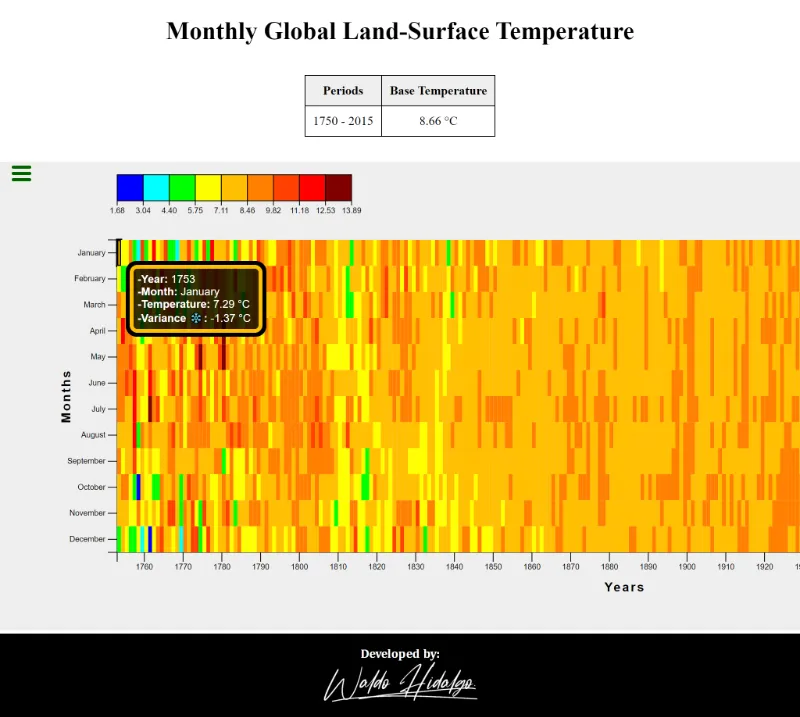 Monthly Global Land-Surface Temperature
Periods Base Temperature
1750 - 2015 8.66 °C
1.68 3.04 4.40 5.75 7.11 8.46 9.82 11.18 12.53 13.89
January
February
March
April
May
June
July
August
September
October
November
December
Months
-Year: 1753
-Month: January
-Temperature: 7.29 °C
-Variance ❄: -1.37 °C
1760 1770 1780 1790 1800 1810 1820 1830 1840 1850 1860 1870 1880 1890 1900 1910 1920
Years
Developed by:
Waldo Hidalgo